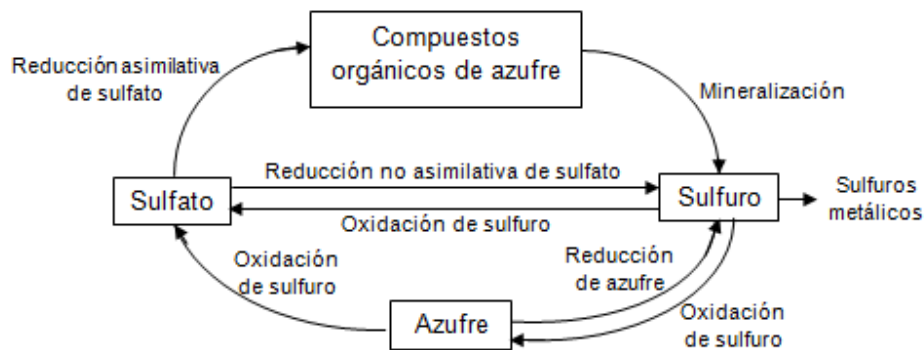 Compuestos
orgánicos de azufre
Reducción asimilativa
de sulfato
Mineralización
Reducción no asimilativa de sulfato
Sulfato
Sulfuro
Sulfuros
metálicos
Oxidación de sulfuro
Oxidación
de sulfuro
Reducción
de azufre
Azufre
Oxidación
de sulfuro